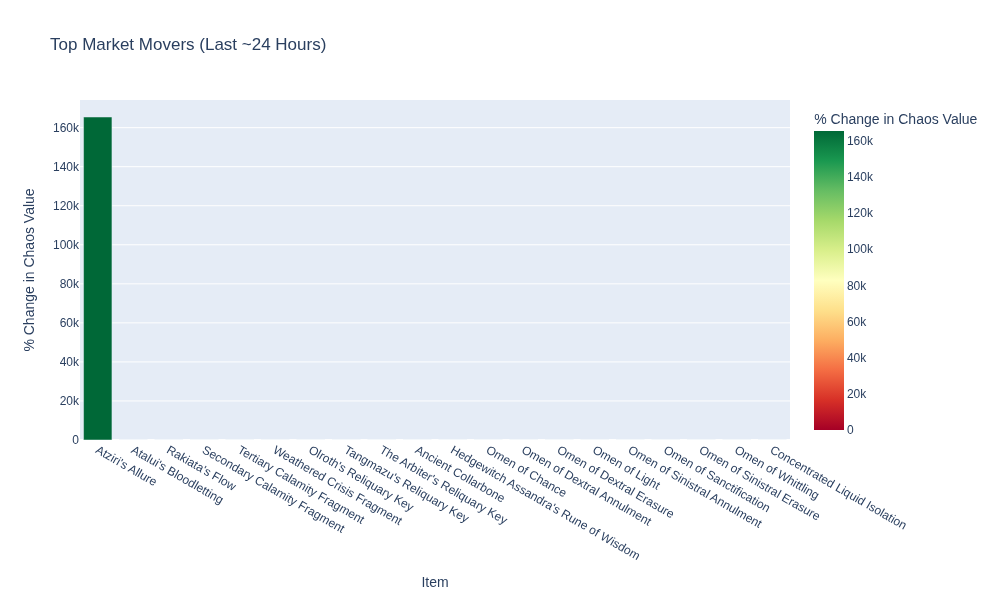 Top Market Movers (Last ~24 Hours)
% Change in Chaos Value
160k
140k
120k
100k
80k
60k
40k
20k
0
Atziri's Allure
Atalui's Bloodletting
Rakiata's Flow
Secondary Calamity Fragment
Tertiary Calamity Fragment
Weathered Crisis Fragment
Olroth's Reliquary Key
Tangmazu's Reliquary Key
The Arbiter's Reliquary Key
Ancient Collarbone
Hedgewitch Assandra's Rune of Wisdom
Omen of Chance
Omen of Dextral Annulment
Omen of Dextral Erasure
Omen of Light
Omen of Sinistral Annulment
Omen of Sanctification
Omen of Sinistral Erasure
Omen of Whittling
Concentrated Liquid Isolation
Item
% Change in Chaos Value
160k
140k
120k
100k
80k
60k
40k
20k
0